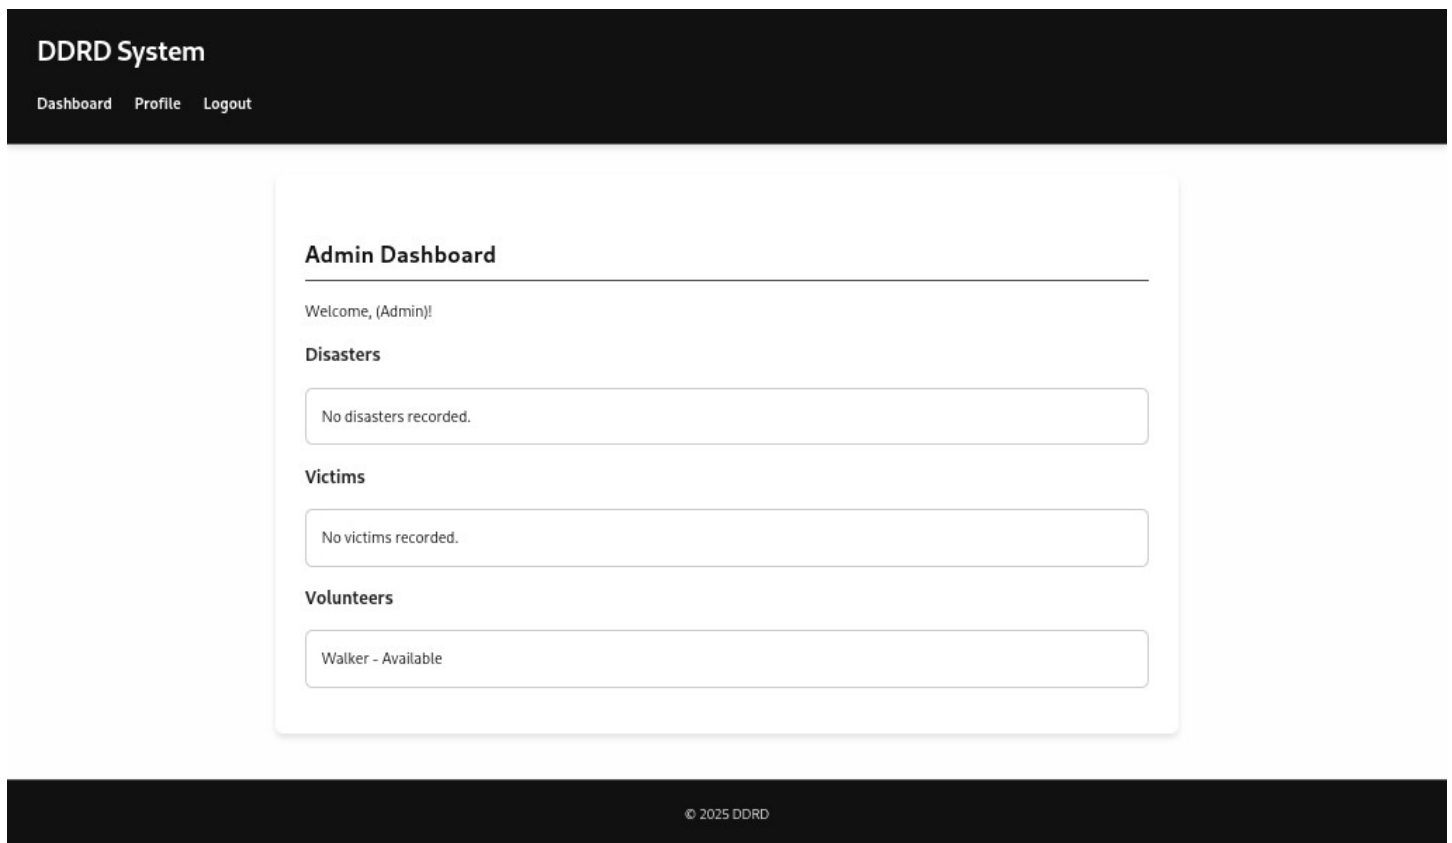 DDRD System
Dashboard Profile Logout
Admin Dashboard
Welcome, (Admin)!
Disasters
No disasters recorded.
Victims
No victims recorded.
Volunteers
Walker - Available
© 2025 DDRD